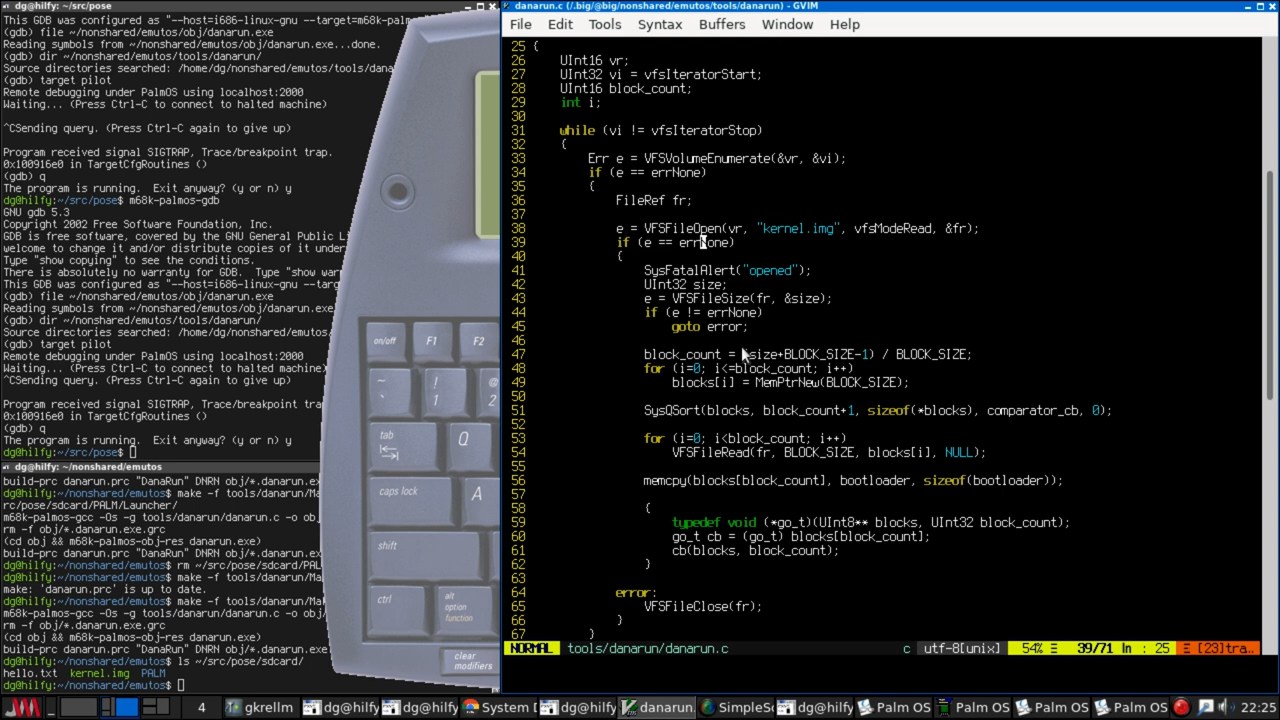 dg@hilfy: ~/src/pose
This GDB was configured as "--host=i686-linux-gnu --target=m68k-palmos
(gdb) file ~/nonshared/emutos/obj/danarun.exe
Reading symbols from ~/nonshared/emutos/obj/danarun.exe...done.
(gdb) dir ~/nonshared/emutos/tools/danarun/
Source directories searched: /home/dg/nonshared/emutos/tools/dana
(gdb) target pilot
Remote debugging under PalmOS using localhost:2000
Waiting... (Press Ctrl-C to connect to halted machine)
^CSending query. (Press Ctrl-C again to give up)
Program received signal SIGTRAP, Trace/breakpoint trap.
0x100916e0 in TargetCfgRoutines ()
(gdb) q
The program is running.  Exit anyway? (y or n) y
dg@hilfy:~/src/pose$ m68k-palmos-gdb
GNU gdb 5.3
Copyright 2002 Free Software Foundation, Inc.
GDB is free software, covered by the GNU General Public Li
welcome to change it and/or distribute copies of it under
Type "show copying" to see the conditions.
There is absolutely no warranty for GDB.  Type "show war
This GDB was configured as "--host=i686-linux-gnu --targ
(gdb) file ~/nonshared/emutos/obj/danarun.exe
Reading symbols from ~/nonshared/emutos/obj/danarun.exe
(gdb) dir ~/nonshared/emutos/tools/danarun/
Source directories searched: /home/dg/nonshared/emutos
(gdb) target pilot
Remote debugging under PalmOS using localhost:2000
Waiting... (Press Ctrl-C to connect to halted machine)
^CSending query. (Press Ctrl-C again to give up)
Program received signal SIGTRAP, Trace/breakpoint trap.
0x100916e0 in TargetCfgRoutines ()
(gdb) q
The program is running.  Exit anyway? (y or n) y
dg@hilfy:~/src/pose$
dg@hilfy: ~/nonshared/emutos
build-prc danarun.prc "DanaRun" DNRN obj/*.danarun.ex
dg@hilfy:~/nonshared/emutos$ make -f tools/danarun/Ma
rc/pose/sdcard/PALM/Launcher/
m68k-palmos-gcc -Os -g tools/danarun/danarun.c -o obj
rm -f obj/*.danarun.exe.grc
(cd obj && m68k-palmos-obj-res danarun.exe)
build-prc danarun.prc "DanaRun" DNRN obj/*.danarun.ex
dg@hilfy:~/nonshared/emutos$ rm ~/src/pose/sdcard/PAL
dg@hilfy:~/nonshared/emutos$ make -f tools/danarun/Ma
make: 'danarun.prc' is up to date.
dg@hilfy:~/nonshared/emutos$ make -f tools/danarun/Ma
m68k-palmos-gcc -Os -g tools/danarun/danarun.c -o obj
rm -f obj/*.danarun.exe.grc
(cd obj && m68k-palmos-obj-res danarun.exe)
build-prc danarun.prc "DanaRun" DNRN obj/*.danarun.exe
dg@hilfy:~/nonshared/emutos$ ls ~/src/pose/sdcard/
hello.txt  kernel.img  PALM
dg@hilfy:~/nonshared/emutos$
on/off F1 F2
~ ` ! 1 @ 2
tab Q
caps lock A
shift
ctrl alt option function
clear modifiers
danarun.c (/.big/@big/nonshared/emutos/tools/danarun) - GVIM
File Edit Tools Syntax Buffers Window Help
25 {
26     UInt16 vr;
27     UInt32 vi = vfsIteratorStart;
28     UInt16 block_count;
29     int i;
30
31     while (vi != vfsIteratorStop)
32     {
33         Err e = VFSVolumeEnumerate(&vr, &vi);
34         if (e == errNone)
35         {
36             FileRef fr;
37
38             e = VFSFileOpen(vr, "kernel.img", vfsModeRead, &fr);
39             if (e == errNone)
40             {
41                 SysFatalAlert("opened");
42                 UInt32 size;
43                 e = VFSFileSize(fr, &size);
44                 if (e != errNone)
45                     goto error;
46
47                 block_count = (size+BLOCK_SIZE-1) / BLOCK_SIZE;
48                 for (i=0; i<=block_count; i++)
49                     blocks[i] = MemPtrNew(BLOCK_SIZE);
50
51                 SysQSort(blocks, block_count+1, sizeof(*blocks), comparator_cb, 0);
52
53                 for (i=0; i<block_count; i++)
54                     VFSFileRead(fr, BLOCK_SIZE, blocks[i], NULL);
55
56                 memcpy(blocks[block_count], bootloader, sizeof(bootloader));
57
58                 {
59                     typedef void (*go_t)(UInt8** blocks, UInt32 block_count);
60                     go_t cb = (go_t) blocks[block_count];
61                     cb(blocks, block_count);
62                 }
63
64             error:
65                 VFSFileClose(fr);
66             }
67         }
NORMAL tools/danarun/danarun.c c utf-8[unix] 54% ☰ 39/71 ln : 25 Ξ [23]tra..
4 gkrellm dg@hilfy dg@hilfy System dg@hilfy danarun. SimpleSc dg@hilfy Palm OS Palm OS Palm OS Palm OS 22:25